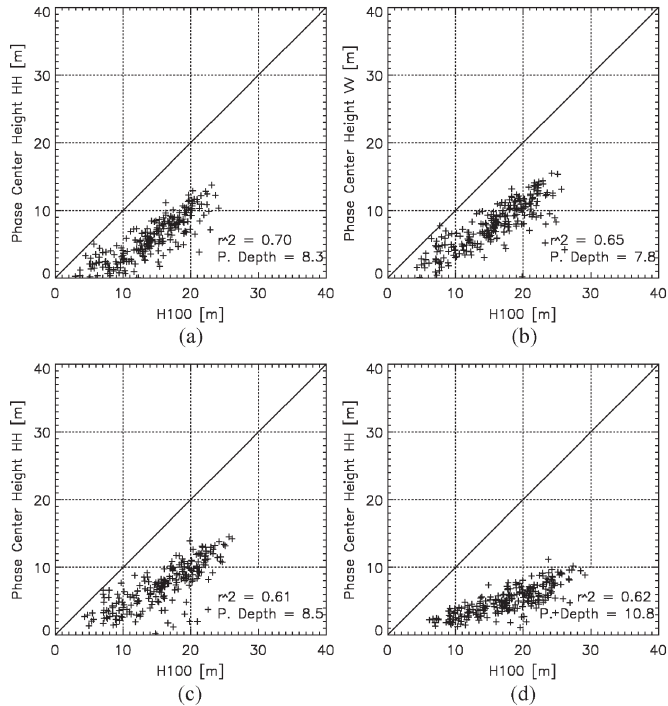 40
30
20
10
0
Phase Center Height HH [m]
r^2 = 0.70
P. Depth = 8.3
0 10 20 30 40
H100 [m]
(a)
40
30
20
10
0
Phase Center Height VV [m]
r^2 = 0.65
P. Depth = 7.8
0 10 20 30 40
H100 [m]
(b)
40
30
20
10
0
Phase Center Height HH [m]
r^2 = 0.61
P. Depth = 8.5
0 10 20 30 40
H100 [m]
(c)
40
30
20
10
0
Phase Center Height HH [m]
r^2 = 0.62
P. Depth = 10.8
0 10 20 30 40
H100 [m]
(d)